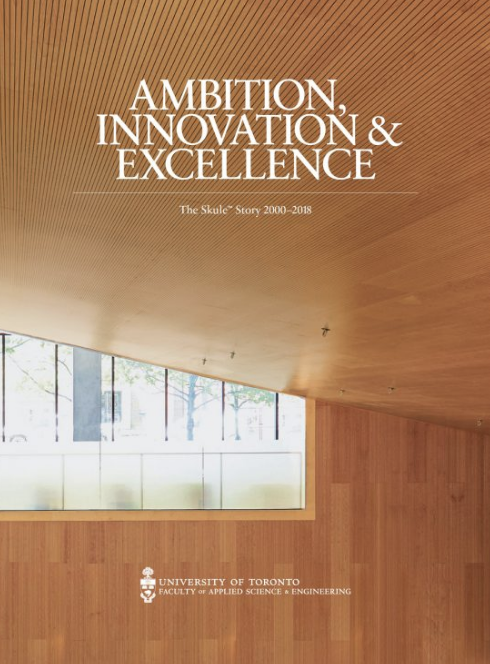 AMBITION,
INNOVATION &
EXCELLENCE
The Skule™ Story 2000–2018
UNIVERSITY OF TORONTO
FACULTY OF APPLIED SCIENCE & ENGINEERING